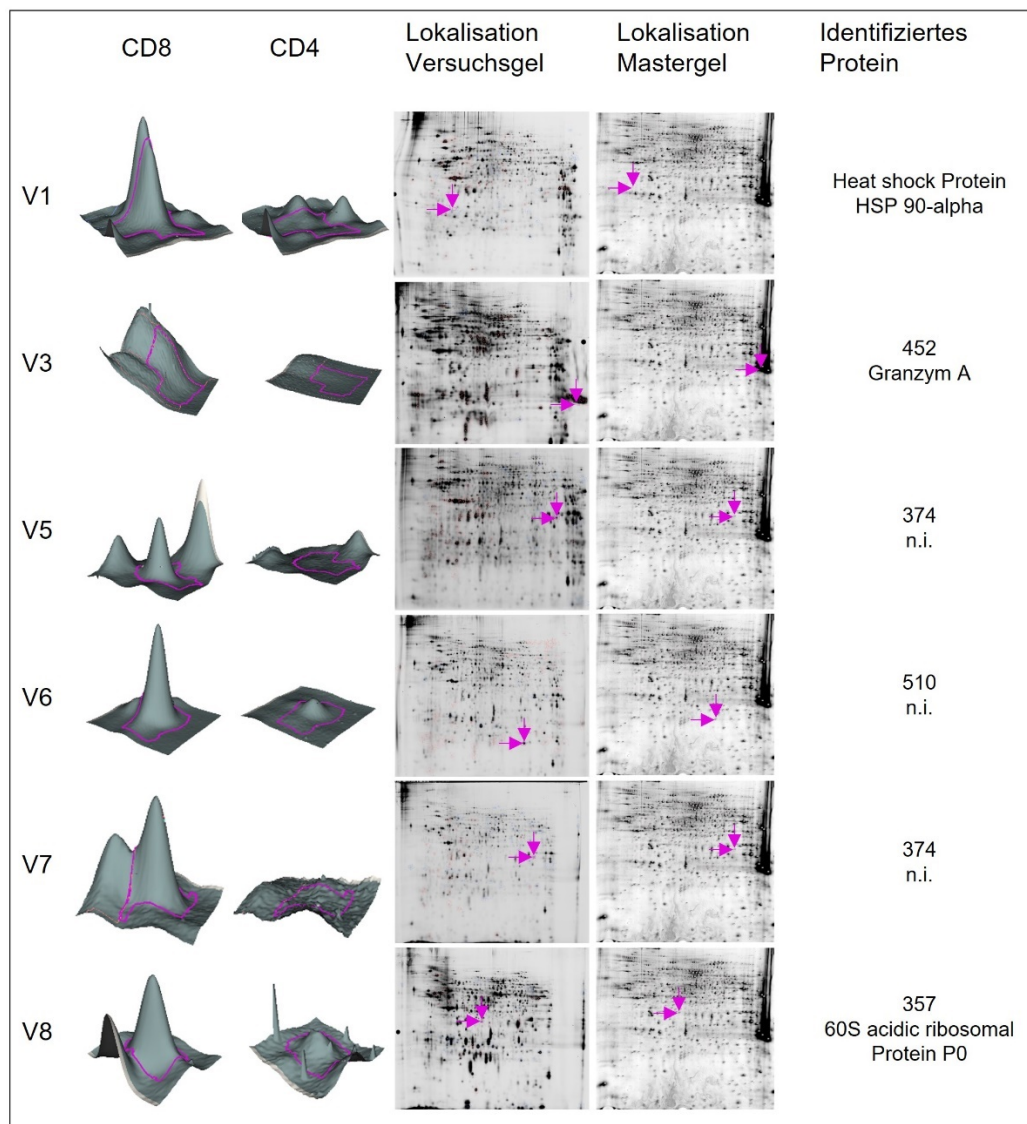 CD8
CD4
Lokalisation
Versuchsgel
Lokalisation
Mastergel
Identifiziertes
Protein
V1
Heat shock Protein
HSP 90-alpha
V3
452
Granzym A
V5
374
n.i.
V6
510
n.i.
V7
374
n.i.
V8
357
60S acidic ribosomal
Protein P0